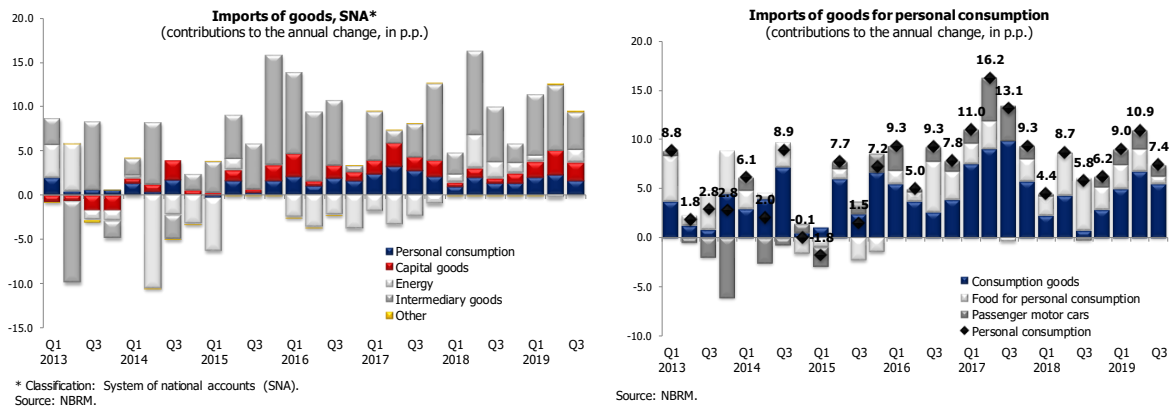 Imports of goods, SNA*
(contributions to the annual change, in p.p.)
20.0
15.0
10.0
5.0
0.0
-5.0
-10.0
-15.0
Personal consumption
Capital goods
Energy
Intermediary goods
Other
Q1 Q3 Q1 Q3 Q1 Q3 Q1 Q3 Q1 Q3 Q1 Q3 Q1 Q3
2013 2014 2015 2016 2017 2018 2019
* Classification: System of national accounts (SNA).
Source: NBRM.
Imports of goods for personal consumption
(contributions to the annual change, in p.p.)
20.0
15.0
10.0
5.0
0.0
-5.0
-10.0
8.8 1.8 2.8 2.8 6.1 2.0 8.9 -0.1 -1.8 7.7 1.5 7.2 9.3 5.0 9.3 7.8 11.0 16.2 13.1 9.3 4.4 8.7 5.8 6.2 9.0 10.9 7.4
Consumption goods
Food for personal consumption
Passenger motor cars
Personal consumption
Q1 Q3 Q1 Q3 Q1 Q3 Q1 Q3 Q1 Q3 Q1 Q3 Q1 Q3
2013 2014 2015 2016 2017 2018 2019
Source: NBRM.